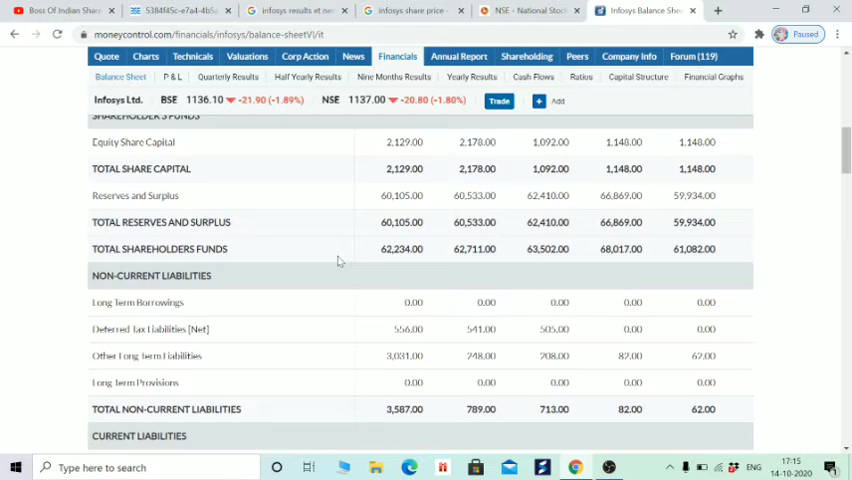 Boss Of Indian Shar
5384f45c-e7a4-4b5
infosys results et ne
infosys share price -
NSE - National Stock
Infosys Balance Shee
moneycontrol.com/financials/infosys/balance-sheetVI/it
Paused
Quote Charts Technicals Valuations Corp Action News Financials Annual Report Shareholding Peers Company Info Forum (119)
Balance Sheet P & L Quarterly Results Half Yearly Results Nine Months Results Yearly Results Cash Flows Ratios Capital Structure Financial Graphs
Infosys Ltd. BSE 1136.10 -21.90 (-1.89%) NSE 1137.00 -20.80 (-1.80%) Trade + Add
SHAREHOLDER'S FUNDS
Equity Share Capital 2,129.00 2,178.00 1,092.00 1,148.00 1,148.00
TOTAL SHARE CAPITAL 2,129.00 2,178.00 1,092.00 1,148.00 1,148.00
Reserves and Surplus 60,105.00 60,533.00 62,410.00 66,869.00 59,934.00
TOTAL RESERVES AND SURPLUS 60,105.00 60,533.00 62,410.00 66,869.00 59,934.00
TOTAL SHAREHOLDERS FUNDS 62,234.00 62,711.00 63,502.00 68,017.00 61,082.00
NON-CURRENT LIABILITIES
Long Term Borrowings 0.00 0.00 0.00 0.00 0.00
Deferred Tax Liabilities [Net] 556.00 541.00 505.00 0.00 0.00
Other Long Term Liabilities 3,031.00 248.00 208.00 82.00 62.00
Long Term Provisions 0.00 0.00 0.00 0.00 0.00
TOTAL NON-CURRENT LIABILITIES 3,587.00 789.00 713.00 82.00 62.00
CURRENT LIABILITIES
Type here to search
ENG
17:15
14-10-2020